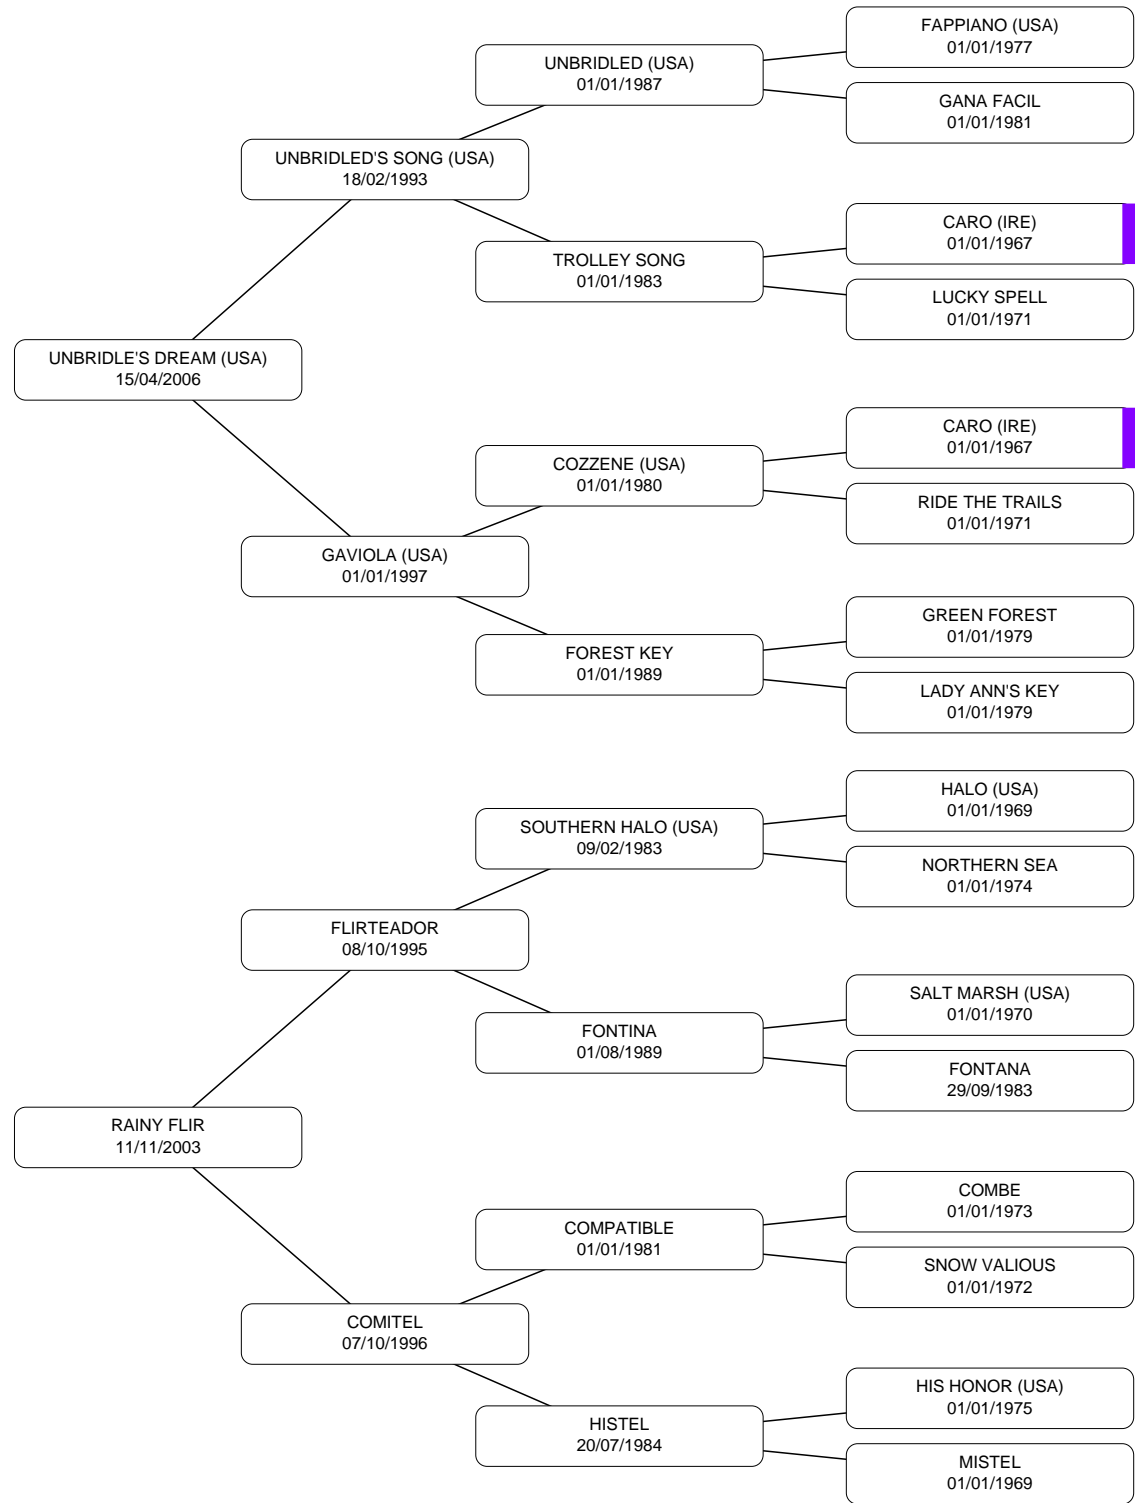 FAPPIANO (USA)
01/01/1977
UNBRIDLED (USA)
01/01/1987
GANA FACIL
01/01/1981
UNBRIDLED'S SONG (USA)
18/02/1993
CARO (IRE)
01/01/1967
TROLLEY SONG
01/01/1983
LUCKY SPELL
01/01/1971
UNBRIDLE'S DREAM (USA)
15/04/2006
CARO (IRE)
01/01/1967
COZZENE (USA)
01/01/1980
RIDE THE TRAILS
01/01/1971
GAVIOLA (USA)
01/01/1997
GREEN FOREST
01/01/1979
FOREST KEY
01/01/1989
LADY ANN'S KEY
01/01/1979
HALO (USA)
01/01/1969
SOUTHERN HALO (USA)
09/02/1983
NORTHERN SEA
01/01/1974
FLIRTEADOR
08/10/1995
SALT MARSH (USA)
01/01/1970
FONTINA
01/08/1989
FONTANA
29/09/1983
RAINY FLIR
11/11/2003
COMBE
01/01/1973
COMPATIBLE
01/01/1981
SNOW VALIOUS
01/01/1972
COMITEL
07/10/1996
HIS HONOR (USA)
01/01/1975
HISTEL
20/07/1984
MISTEL
01/01/1969